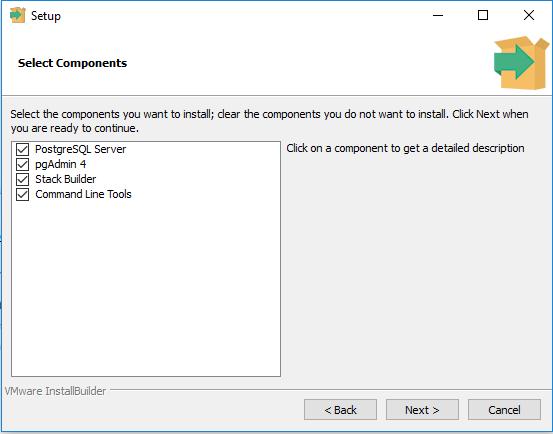 Setup
Select Components
Select the components you want to install; clear the components you do not want to install. Click Next when
you are ready to continue.
PostgreSQL Server
pgAdmin 4
Stack Builder
Command Line Tools
Click on a component to get a detailed description
VMware InstallBuilder
< Back
Next >
Cancel